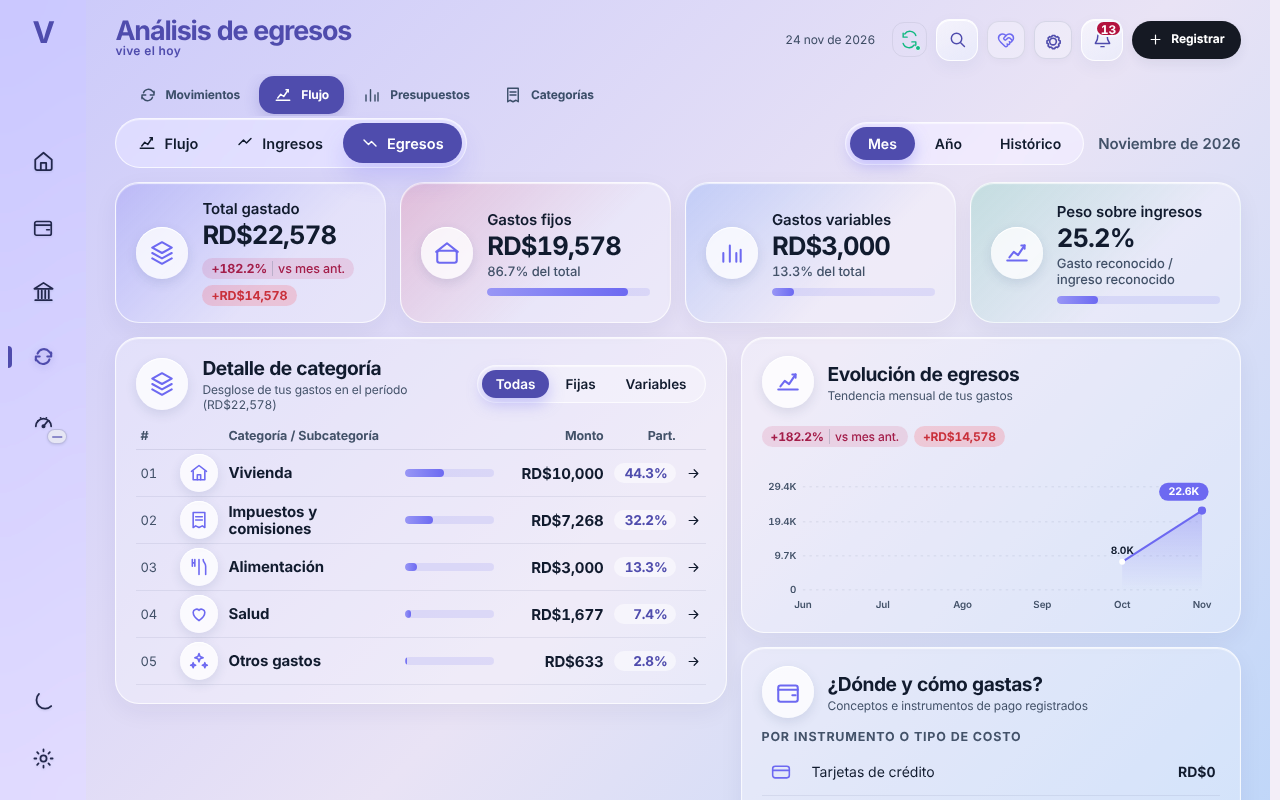 V
Análisis de egresos
vive el hoy
24 nov de 2026
13
Registrar
Movimientos
Flujo
Presupuestos
Categorías
Flujo
Ingresos
Egresos
Mes
Año
Histórico
Noviembre de 2026
Total gastado
RD$22,578
+182.2% vs mes ant.
+RD$14,578
Gastos fijos
RD$19,578
86.7% del total
Gastos variables
RD$3,000
13.3% del total
Peso sobre ingresos
25.2%
Gasto reconocido /
ingreso reconocido
Detalle de categoría
Desglose de tus gastos en el período
(RD$22,578)
Todas
Fijas
Variables
# Categoría / Subcategoría Monto Part.
01 Vivienda RD$10,000 44.3%
02 Impuestos y
comisiones RD$7,268 32.2%
03 Alimentación RD$3,000 13.3%
04 Salud RD$1,677 7.4%
05 Otros gastos RD$633 2.8%
Evolución de egresos
Tendencia mensual de tus gastos
+182.2% vs mes ant. +RD$14,578
29.4K
22.6K
19.4K
8.0K
9.7K
0
Jun Jul Ago Sep Oct Nov
¿Dónde y cómo gastas?
Conceptos e instrumentos de pago registrados
POR INSTRUMENTO O TIPO DE COSTO
Tarjetas de crédito RD$0